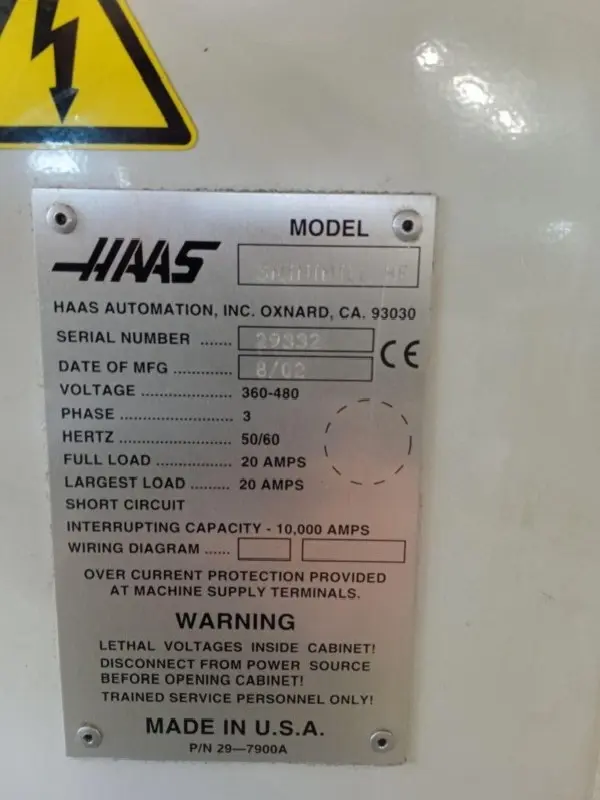 MODEL
HAAS
HAAS AUTOMATION, INC. OXNARD, CA. 93030
SERIAL NUMBER ....... 29332
DATE OF MFG .............. 8/02
CE
VOLTAGE .................... 360-480
PHASE .......................... 3
HERTZ .......................... 50/60
FULL LOAD .................. 20 AMPS
LARGEST LOAD ......... 20 AMPS
SHORT CIRCUIT
INTERRUPTING CAPACITY - 10,000 AMPS
WIRING DIAGRAM ......
OVER CURRENT PROTECTION PROVIDED
AT MACHINE SUPPLY TERMINALS.
WARNING
LETHAL VOLTAGES INSIDE CABINET!
DISCONNECT FROM POWER SOURCE
BEFORE OPENING CABINET!
TRAINED SERVICE PERSONNEL ONLY!
MADE IN U.S.A.
P/N 29—7900A